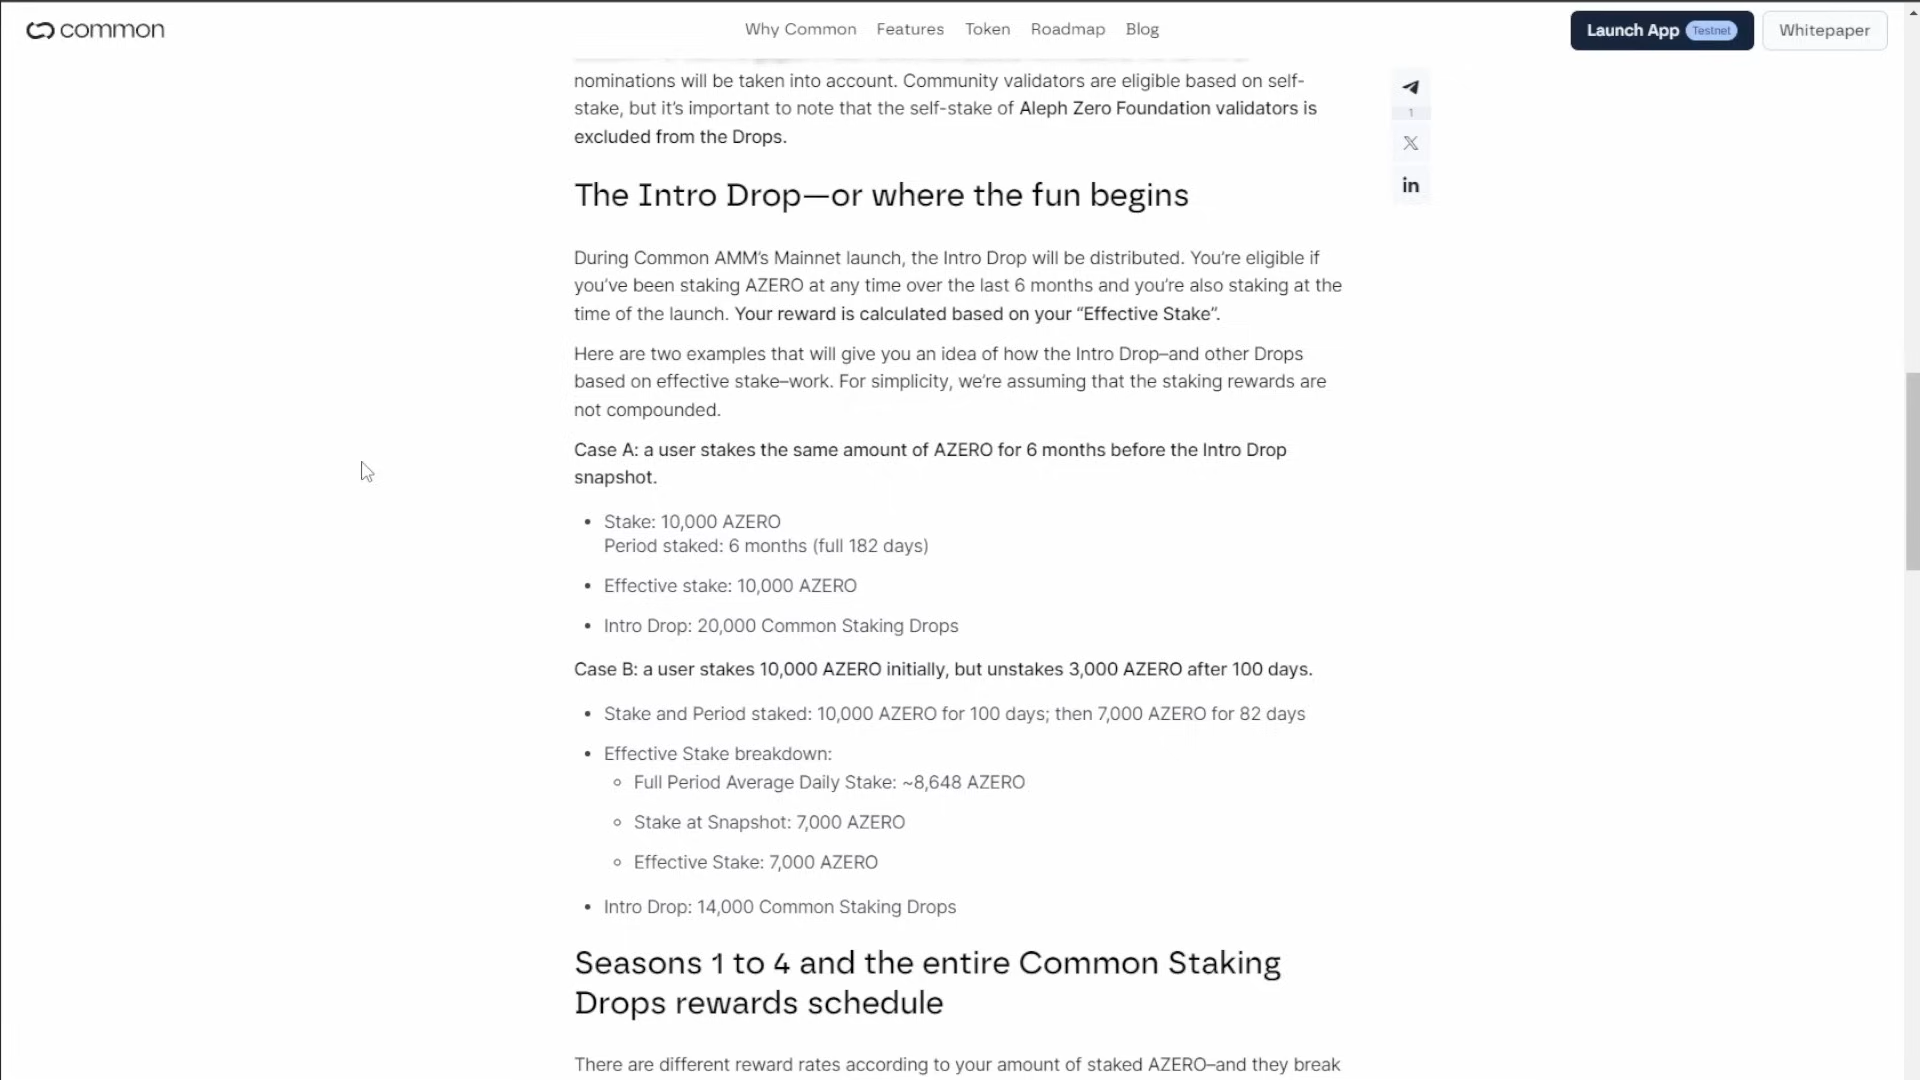 common
Why Common Features Token Roadmap Blog
Launch App Testnet
Whitepaper
nominations will be taken into account. Community validators are eligible based on self-
stake, but it’s important to note that the self-stake of Aleph Zero Foundation validators is
excluded from the Drops.
1
in
The Intro Drop—or where the fun begins
During Common AMM’s Mainnet launch, the Intro Drop will be distributed. You’re eligible if
you’ve been staking AZERO at any time over the last 6 months and you’re also staking at the
time of the launch. Your reward is calculated based on your “Effective Stake”.
Here are two examples that will give you an idea of how the Intro Drop–and other Drops
based on effective stake–work. For simplicity, we’re assuming that the staking rewards are
not compounded.
Case A: a user stakes the same amount of AZERO for 6 months before the Intro Drop
snapshot.
• Stake: 10,000 AZERO
Period staked: 6 months (full 182 days)
• Effective stake: 10,000 AZERO
• Intro Drop: 20,000 Common Staking Drops
Case B: a user stakes 10,000 AZERO initially, but unstakes 3,000 AZERO after 100 days.
• Stake and Period staked: 10,000 AZERO for 100 days; then 7,000 AZERO for 82 days
• Effective Stake breakdown:
◦ Full Period Average Daily Stake: ~8,648 AZERO
◦ Stake at Snapshot: 7,000 AZERO
◦ Effective Stake: 7,000 AZERO
• Intro Drop: 14,000 Common Staking Drops
Seasons 1 to 4 and the entire Common Staking
Drops rewards schedule
There are different reward rates according to your amount of staked AZERO–and they break